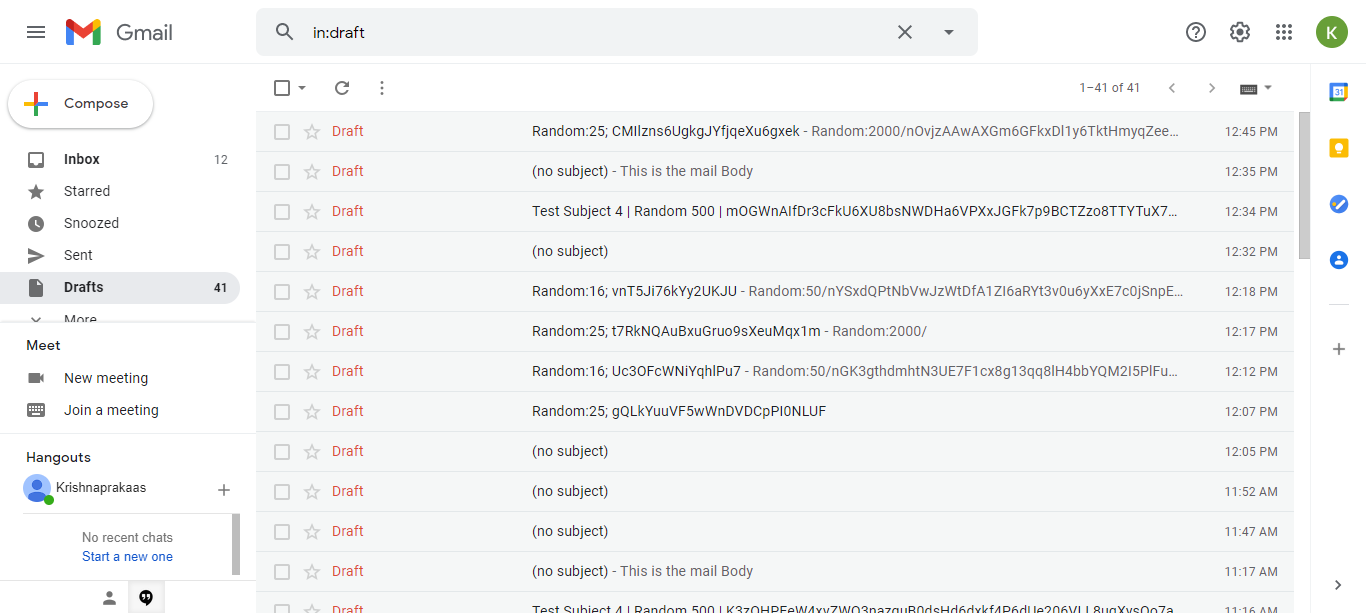 Gmail
in:draft
K
Compose
1–41 of 41
31
Inbox 12
Starred
Snoozed
Sent
Drafts 41
More
Meet
New meeting
Join a meeting
Hangouts
Krishnaprakaas
No recent chats
Start a new one
Draft Random:25; CMIlzns6UgkgJYfjqeXu6gxek - Random:2000/nOvjzAAwAXGm6GFkxDl1y6TktHmyqZee… 12:45 PM
Draft (no subject) - This is the mail Body 12:35 PM
Draft Test Subject 4 | Random 500 | mOGWnAIfDr3cFkU6XU8bsNWDHa6VPXxJGFk7p9BCTZzo8TTYTuX7… 12:34 PM
Draft (no subject) 12:32 PM
Draft Random:16; vnT5Ji76kYy2UKJU - Random:50/nYSxdQPtNbVwJzWtDfA1ZI6aRYt3v0u6yXxE7c0jSnpE… 12:18 PM
Draft Random:25; t7RkNQAuBxuGruo9sXeuMqx1m - Random:2000/ 12:17 PM
Draft Random:16; Uc3OFcWNiYqhlPu7 - Random:50/nGK3gthdmhtN3UE7F1cx8g13qq8lH4bbYQM2I5PlFu… 12:12 PM
Draft Random:25; gQLkYuuVF5wWnDVDCpPI0NLUF 12:07 PM
Draft (no subject) 12:05 PM
Draft (no subject) 11:52 AM
Draft (no subject) 11:47 AM
Draft (no subject) - This is the mail Body 11:17 AM
Draft Test Subject 4 | Random 500 | 11:16 AM